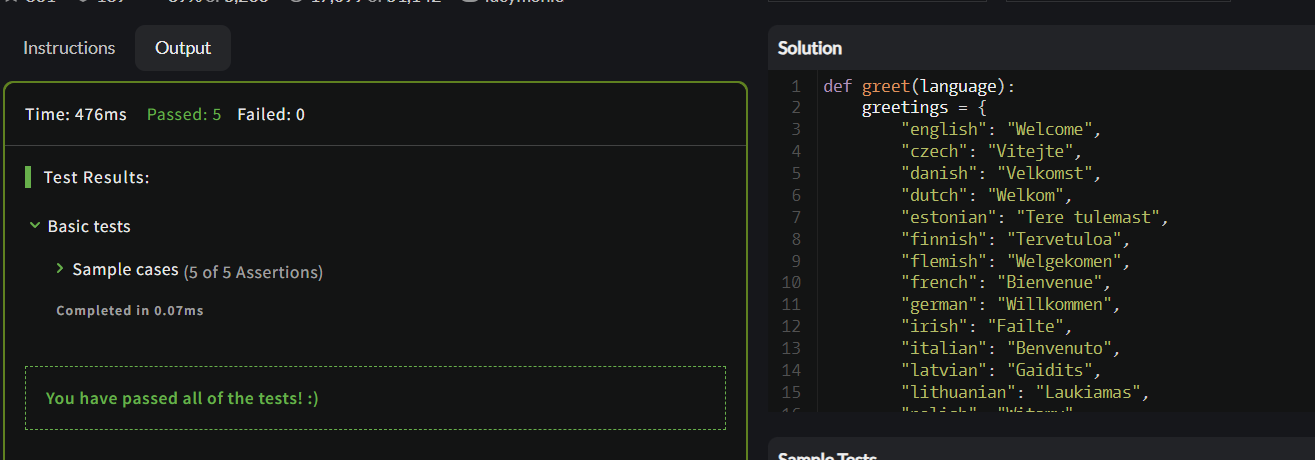 Instructions
Output
Time: 476ms Passed: 5 Failed: 0
Test Results:
Basic tests
Sample cases (5 of 5 Assertions)
Completed in 0.07ms
You have passed all of the tests! :)
Solution
1 def greet(language):
2 greetings = {
3 "english": "Welcome",
4 "czech": "Vitejte",
5 "danish": "Velkomst",
6 "dutch": "Welkom",
7 "estonian": "Tere tulemast",
8 "finnish": "Tervetuloa",
9 "flemish": "Welgekomen",
10 "french": "Bienvenue",
11 "german": "Willkommen",
12 "irish": "Failte",
13 "italian": "Benvenuto",
14 "latvian": "Gaidits",
15 "lithuanian": "Laukiamas",
Sample Tests